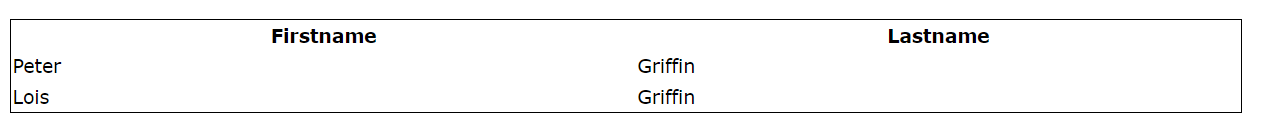 Firstname Lastname
Peter Griffin
Lois Griffin